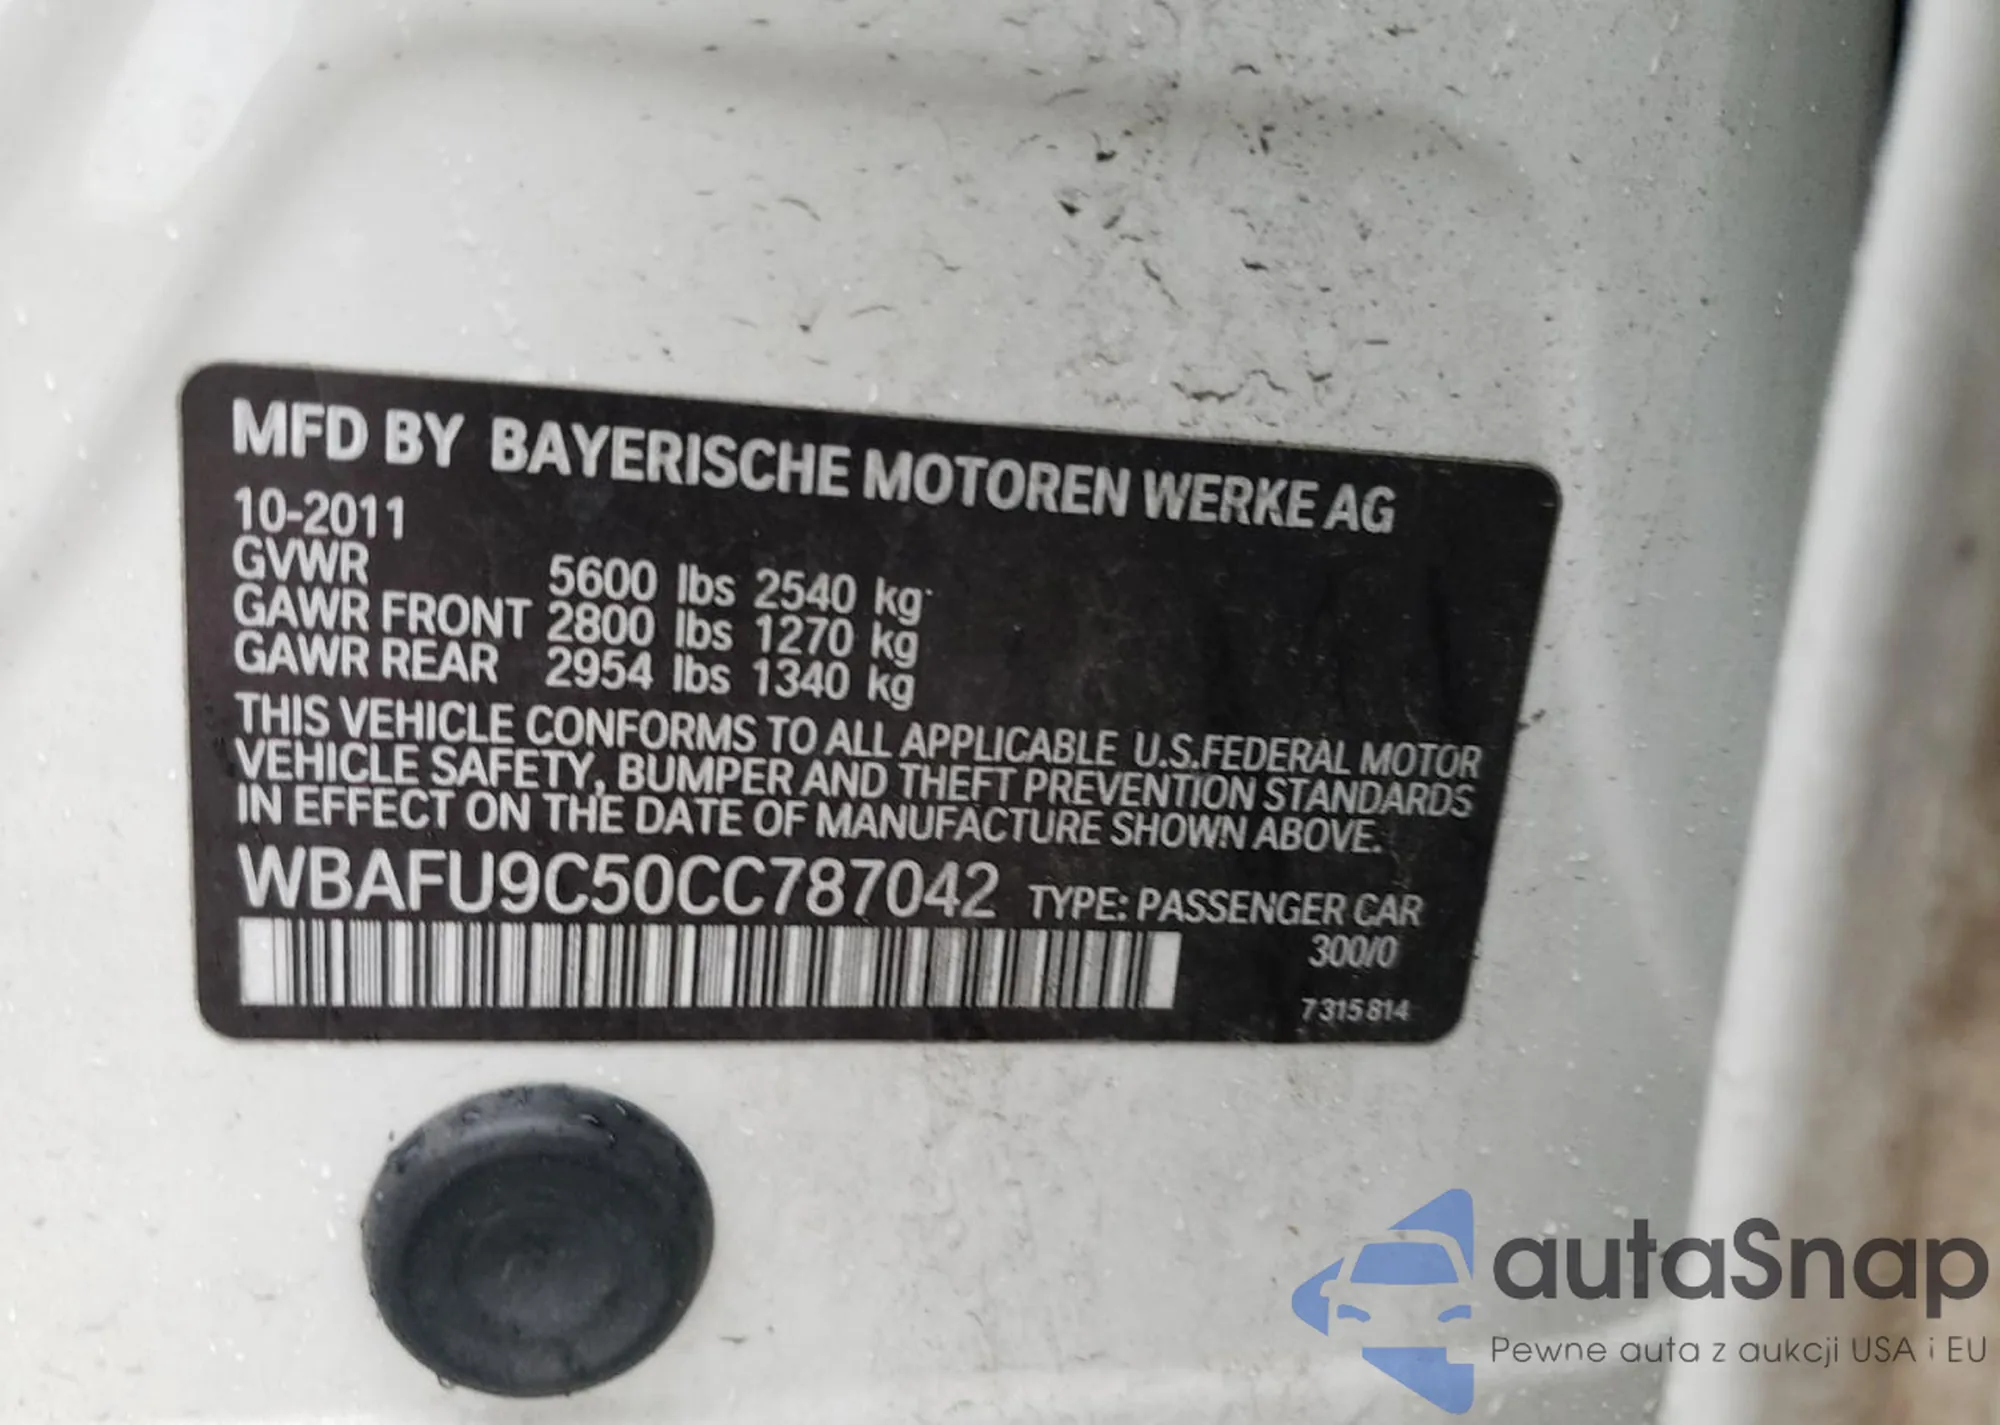 MFD BY BAYERISCHE MOTOREN WERKE AG
10-2011
GVWR 5600 lbs 2540 kg
GAWR FRONT 2800 lbs 1270 kg
GAWR REAR 2954 lbs 1340 kg
THIS VEHICLE CONFORMS TO ALL APPLICABLE U.S.FEDERAL MOTOR
VEHICLE SAFETY, BUMPER AND THEFT PREVENTION STANDARDS
IN EFFECT ON THE DATE OF MANUFACTURE SHOWN ABOVE.
WBAFU9C50CC787042 TYPE: PASSENGER CAR
300/0
7315814
autaSnap
Pewne auta z aukcji USA i EU